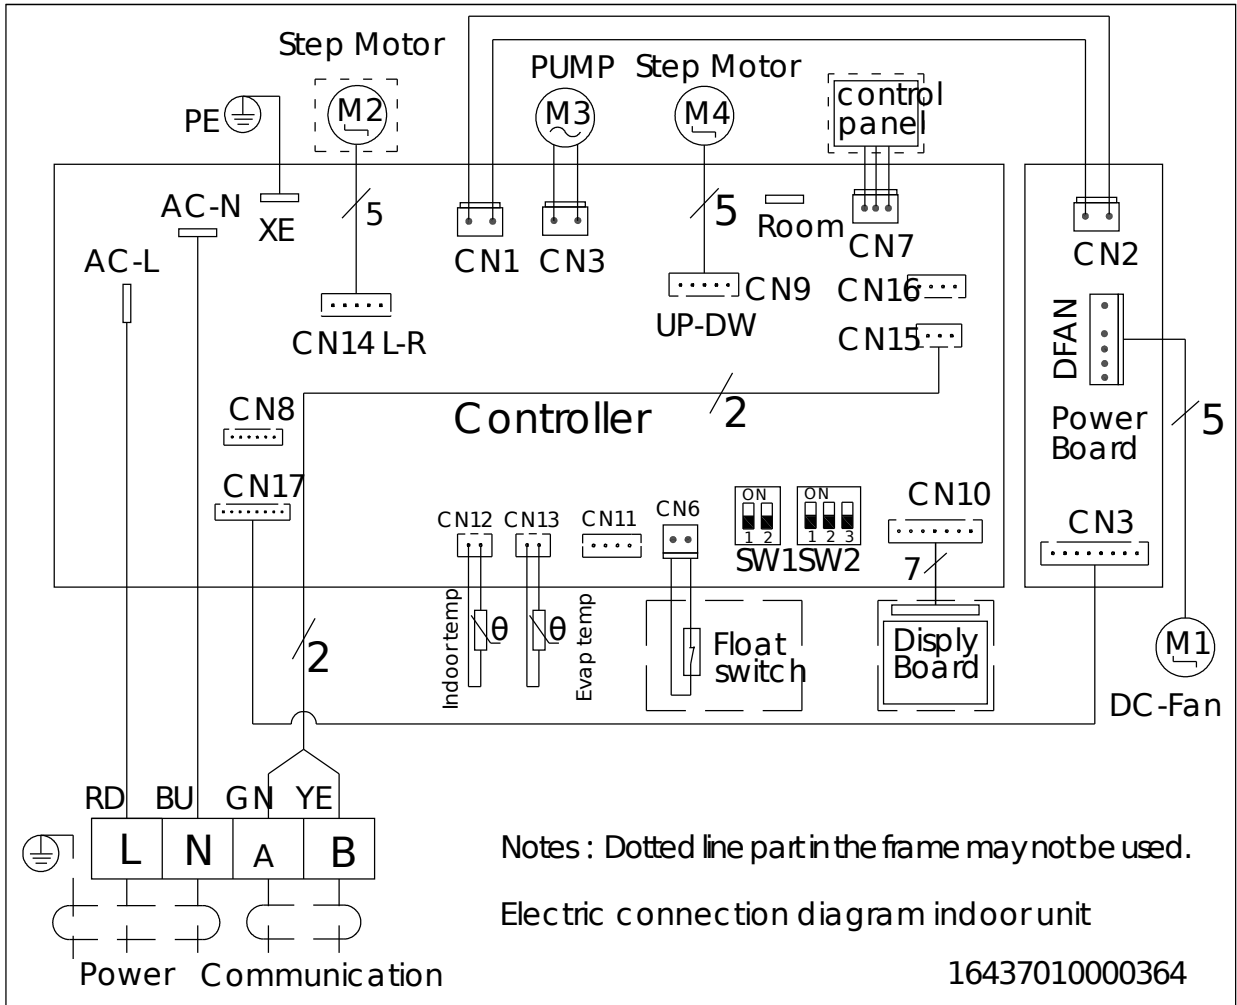 Step Motor
PUMP
Step Motor
M2
M3
M4
control
panel
PE
5
5
AC-N
XE
AC-L
CN1
CN3
Room
CN7
CN2
CN9
CN16
UP-DW
CN14 L-R
CN15
DFAN
2
Controller
Power
Board
5
CN8
CN17
CN12
CN13
CN11
CN6
ON
1 2
SW1
ON
1 2 3
SW2
CN10
CN3
7
Indoor temp
θ
θ
Evap temp
Float
switch
Disply
Board
M1
DC-Fan
2
RD
BU
GN
YE
L
N
A
B
Notes : Dotted line part in the frame may not be used.
Electric connection diagram indoor unit
Power
Communication
16437010000364